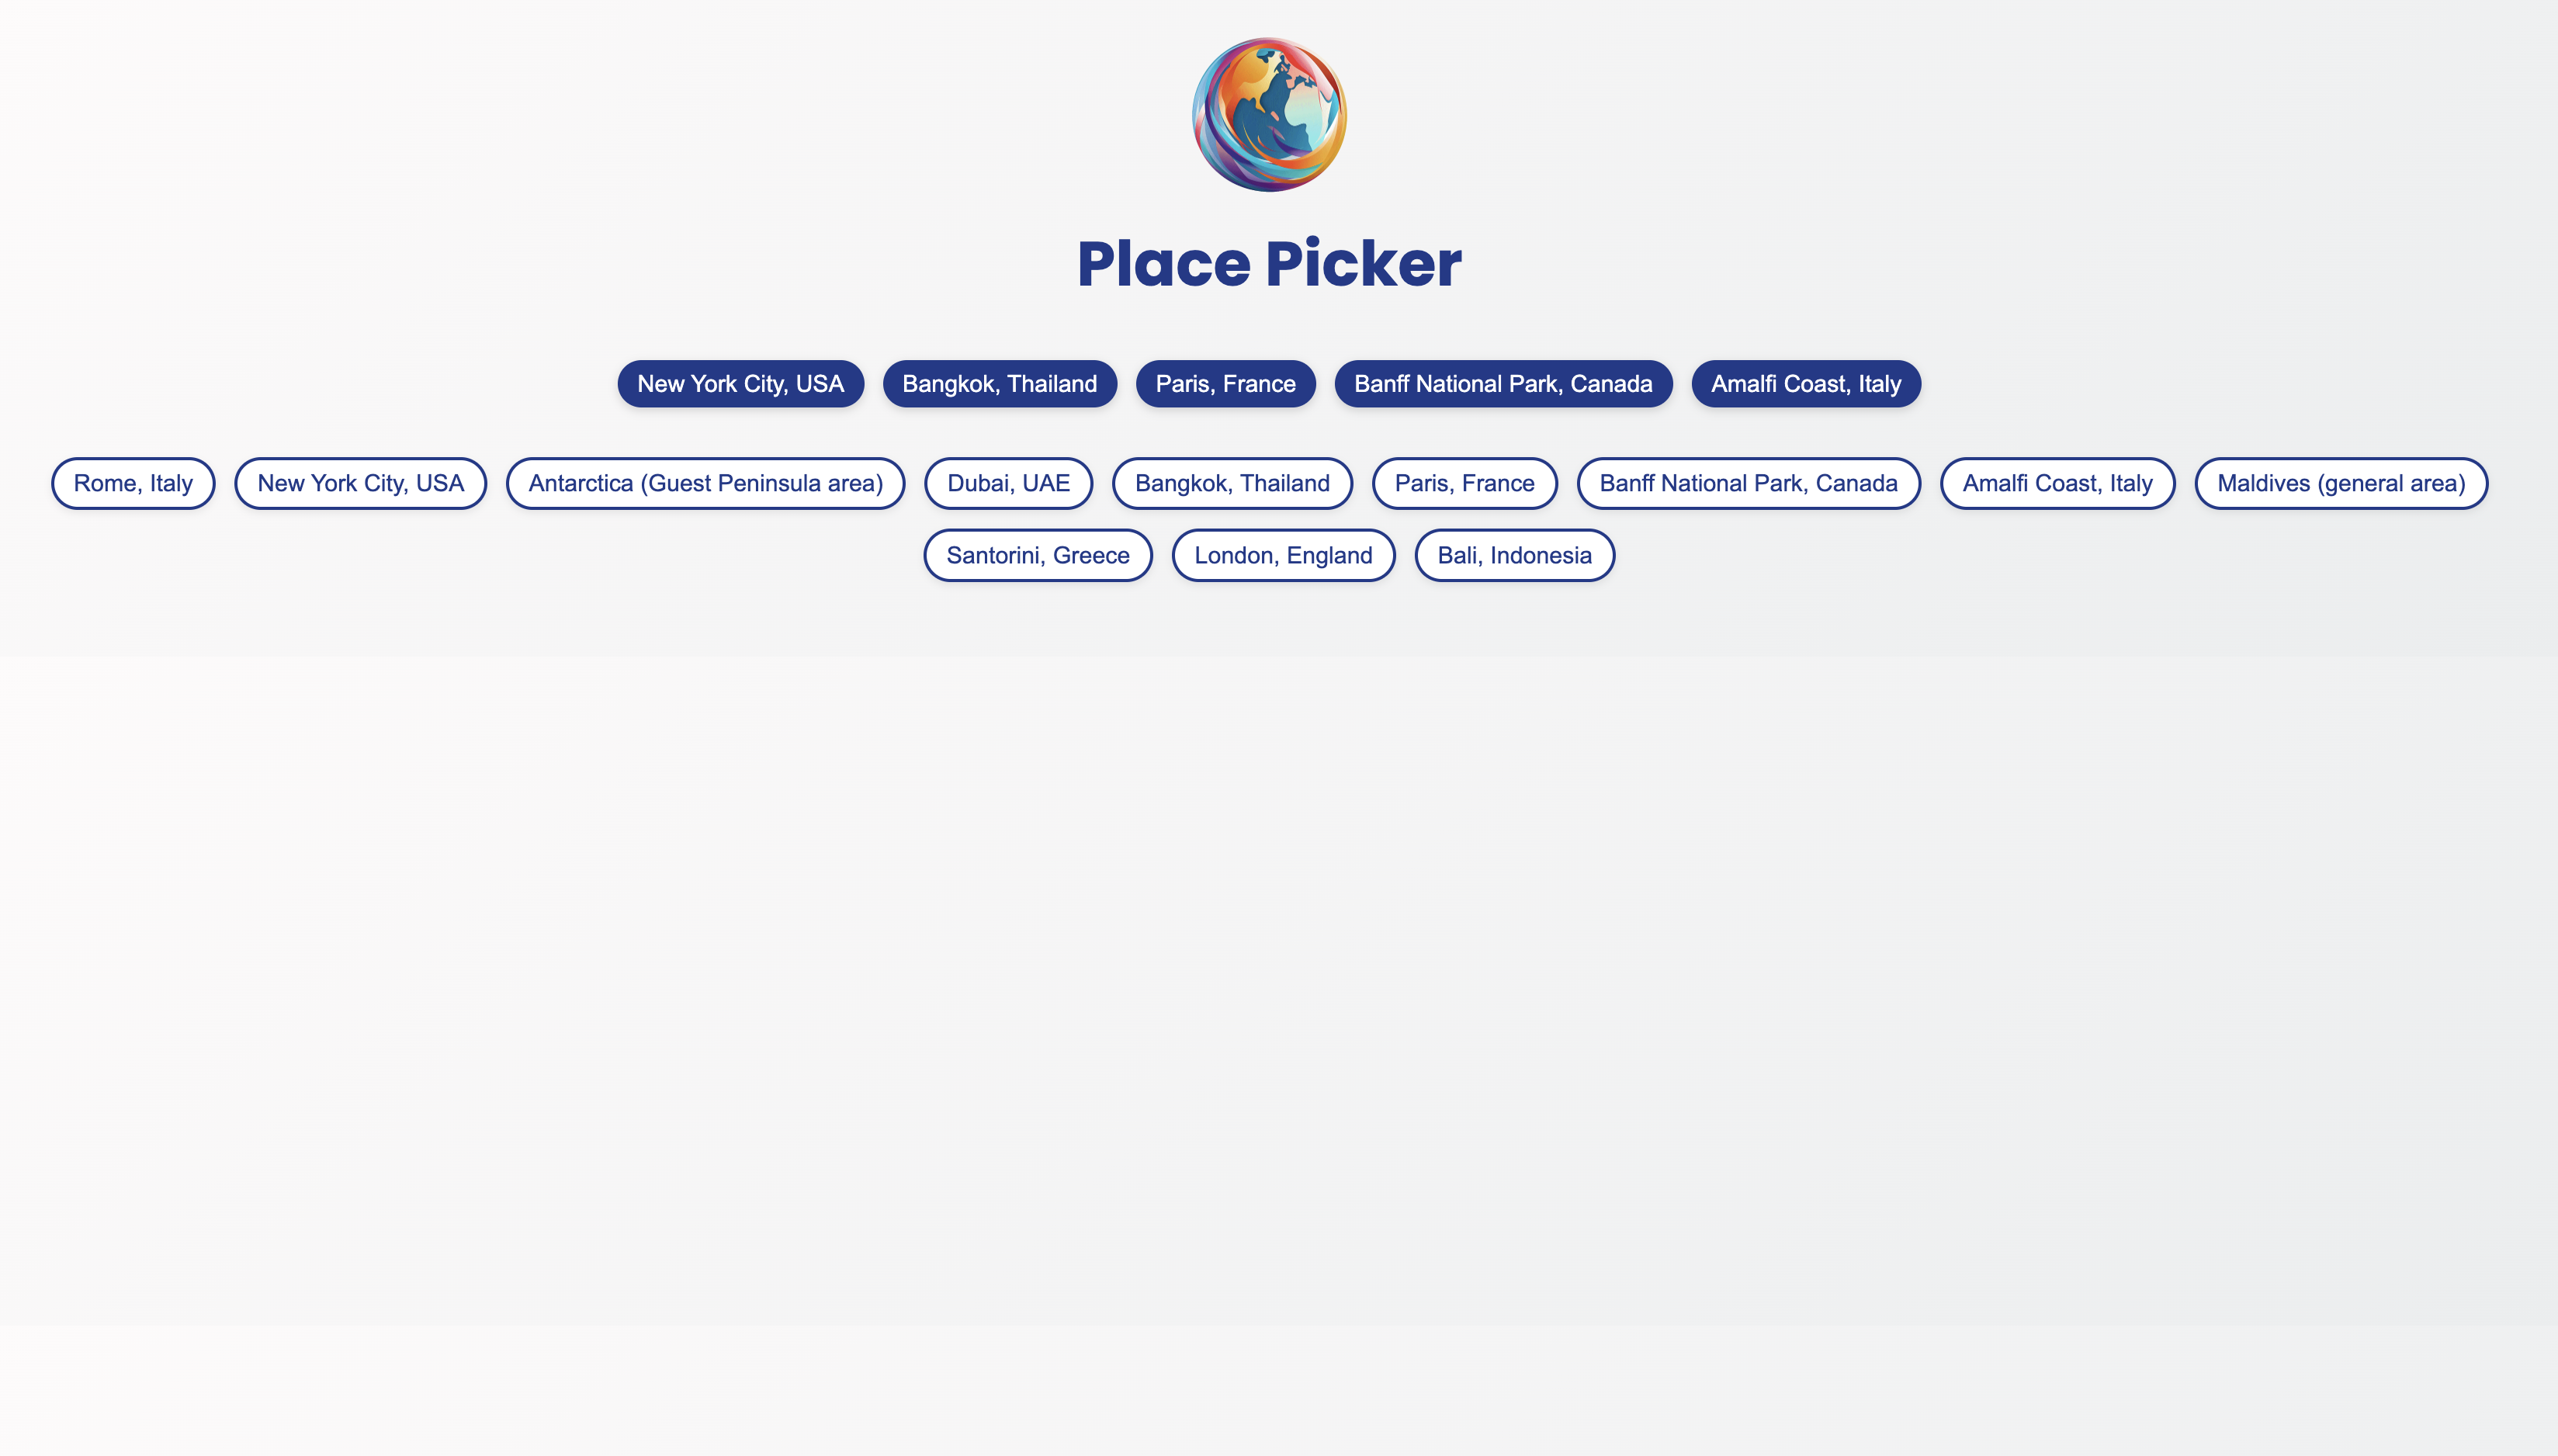 Place Picker
New York City, USA Bangkok, Thailand Paris, France Banff National Park, Canada Amalfi Coast, Italy
Rome, Italy New York City, USA Antarctica (Guest Peninsula area) Dubai, UAE Bangkok, Thailand Paris, France Banff National Park, Canada Amalfi Coast, Italy Maldives (general area)
Santorini, Greece London, England Bali, Indonesia